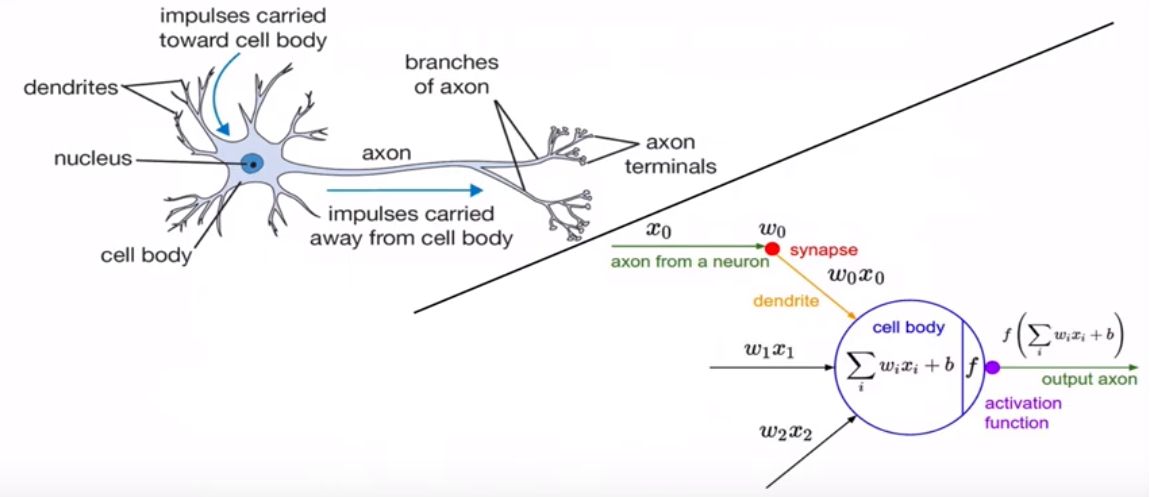 impulses carried
toward cell body
dendrites
branches
of axon
nucleus
axon
axon
terminals
impulses carried
away from cell body
cell body
x₀
w₀
synapse
axon from a neuron
w₀x₀
dendrite
cell body
f(∑ᵢ wᵢxᵢ + b)
w₁x₁
∑ᵢ wᵢxᵢ + b
f
output axon
activation
function
w₂x₂